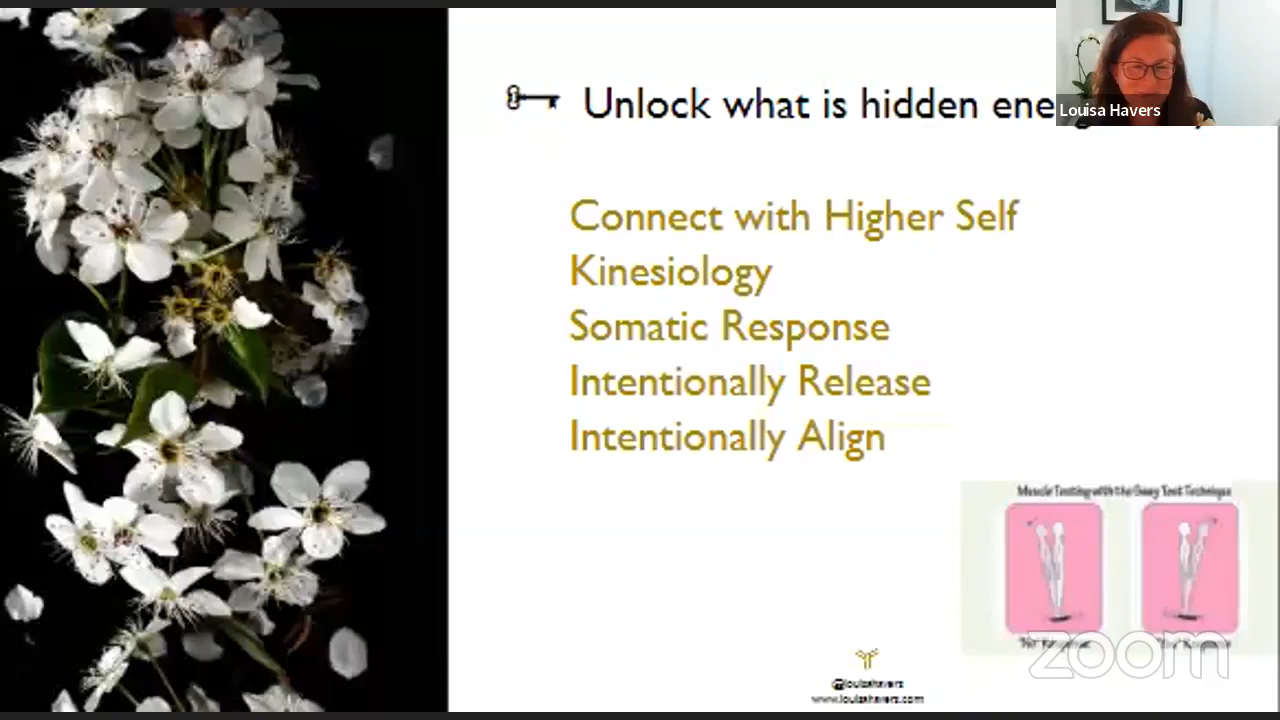 Unlock what is hidden
Louisa Havers
Connect with Higher Self
Kinesiology
Somatic Response
Intentionally Release
Intentionally Align
Muscle Testing with the Sway Test Technique
zoom
@louisahavers
www.louisahavers.com